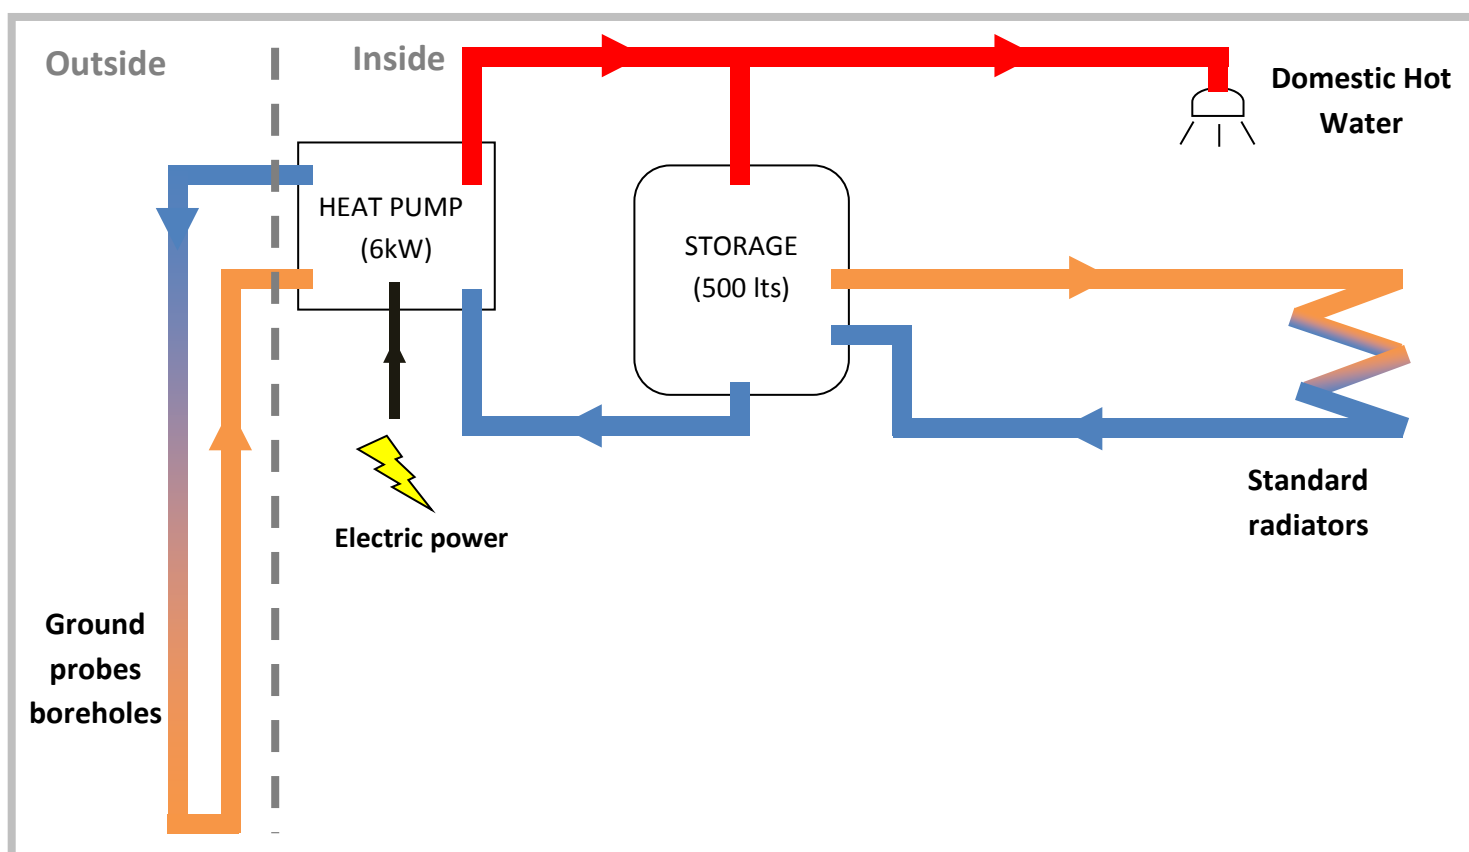 Outside
Inside
Domestic Hot
Water
HEAT PUMP
(6kW)
STORAGE
(500 lts)
Electric power
Standard
radiators
Ground
probes
boreholes